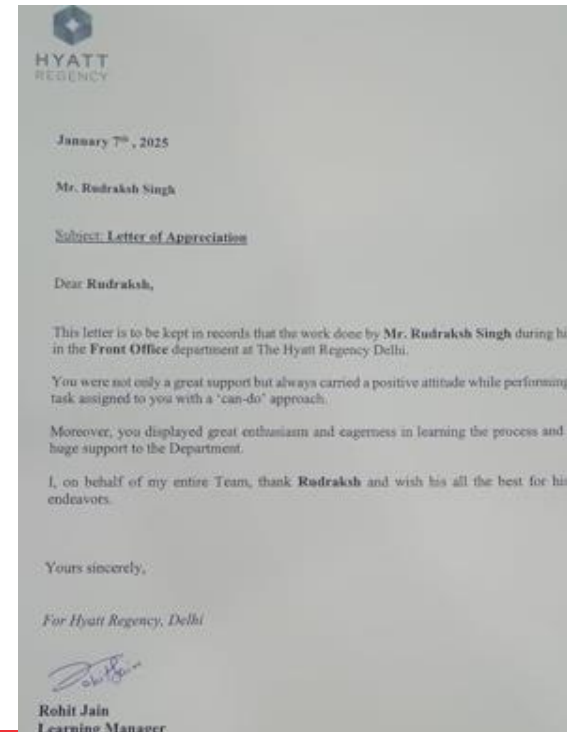 HYATT
REGENCY
January 7th, 2025
Mr. Rudraksh Singh
Subject: Letter of Appreciation
Dear Rudraksh,
This letter is to be kept in records that the work done by Mr. Rudraksh Singh during hi
in the Front Office department at The Hyatt Regency Delhi.
You were not only a great support but always carried a positive attitude while performing
task assigned to you with a ‘can-do’ approach.
Moreover, you displayed great enthusiasm and eagerness in learning the process and
huge support to the Department.
I, on behalf of my entire Team, thank Rudraksh and wish his all the best for his
endeavors.
Yours sincerely,
For Hyatt Regency, Delhi
Rohit Jain
Rohit Jain
Learning Manager